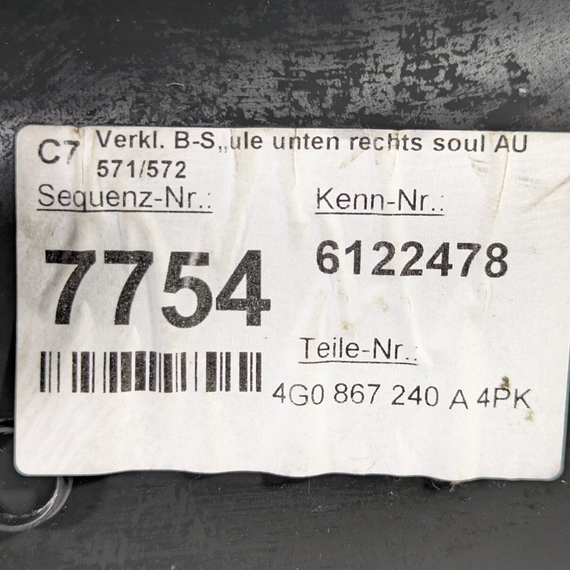 C7 Verkl. B-S„ule unten rechts soul AU
571/572
Sequenz-Nr.: Kenn-Nr.:
7754 6122478
Teile-Nr.:
4G0 867 240 A 4PK